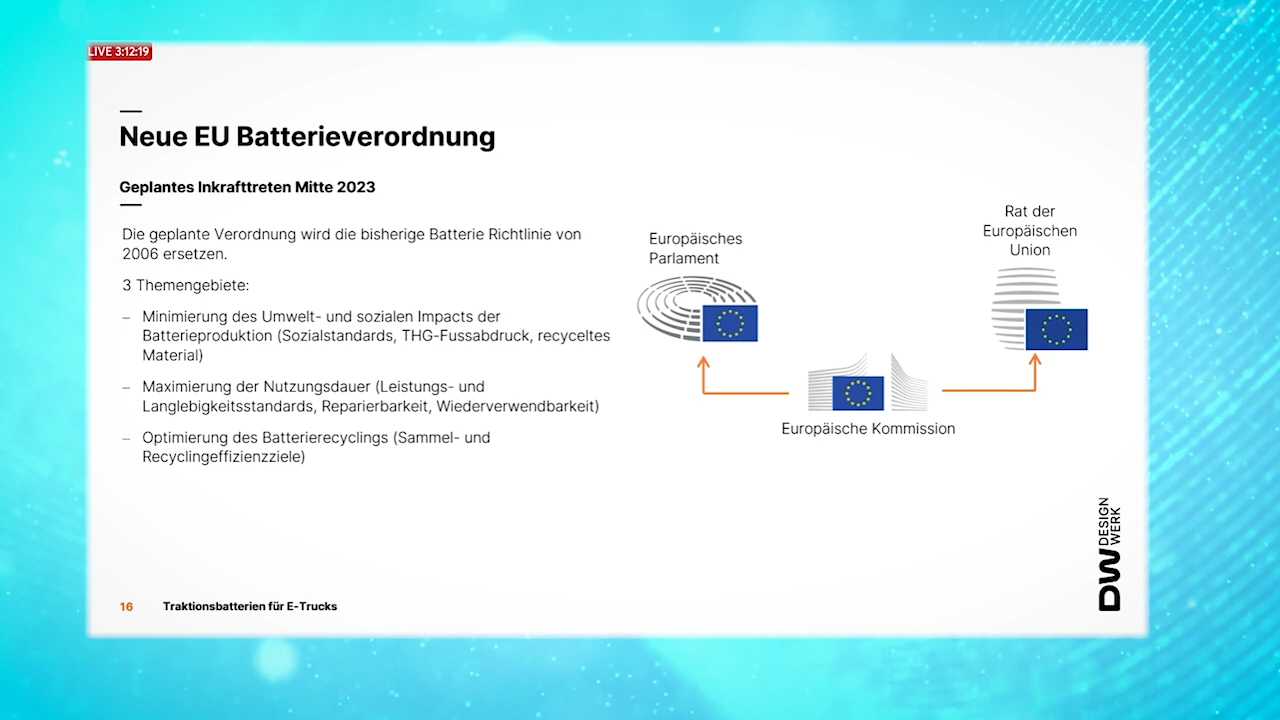 LIVE 3:12:19
Neue EU Batterieverordnung
Geplantes Inkrafttreten Mitte 2023
Die geplante Verordnung wird die bisherige Batterie Richtlinie von
2006 ersetzen.
3 Themengebiete:
– Minimierung des Umwelt- und sozialen Impacts der
Batterieproduktion (Sozialstandards, THG-Fussabdruck, recyceltes
Material)
– Maximierung der Nutzungsdauer (Leistungs- und
Langlebigkeitsstandards, Reparierbarkeit, Wiederverwendbarkeit)
– Optimierung des Batterierecyclings (Sammel- und
Recyclingeffizienzziele)
Europäisches
Parlament
Rat der
Europäischen
Union
Europäische Kommission
DW DESIGN
WERK
16 Traktionsbatterien für E-Trucks